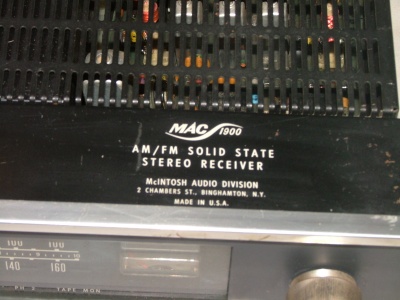 MAC 1900
AM/FM SOLID STATE
STEREO RECEIVER
McINTOSH AUDIO DIVISION
2 CHAMBERS ST., BINGHAMTON, N.Y.
MADE IN U.S.A.
100 100
140 160
TAPE MON